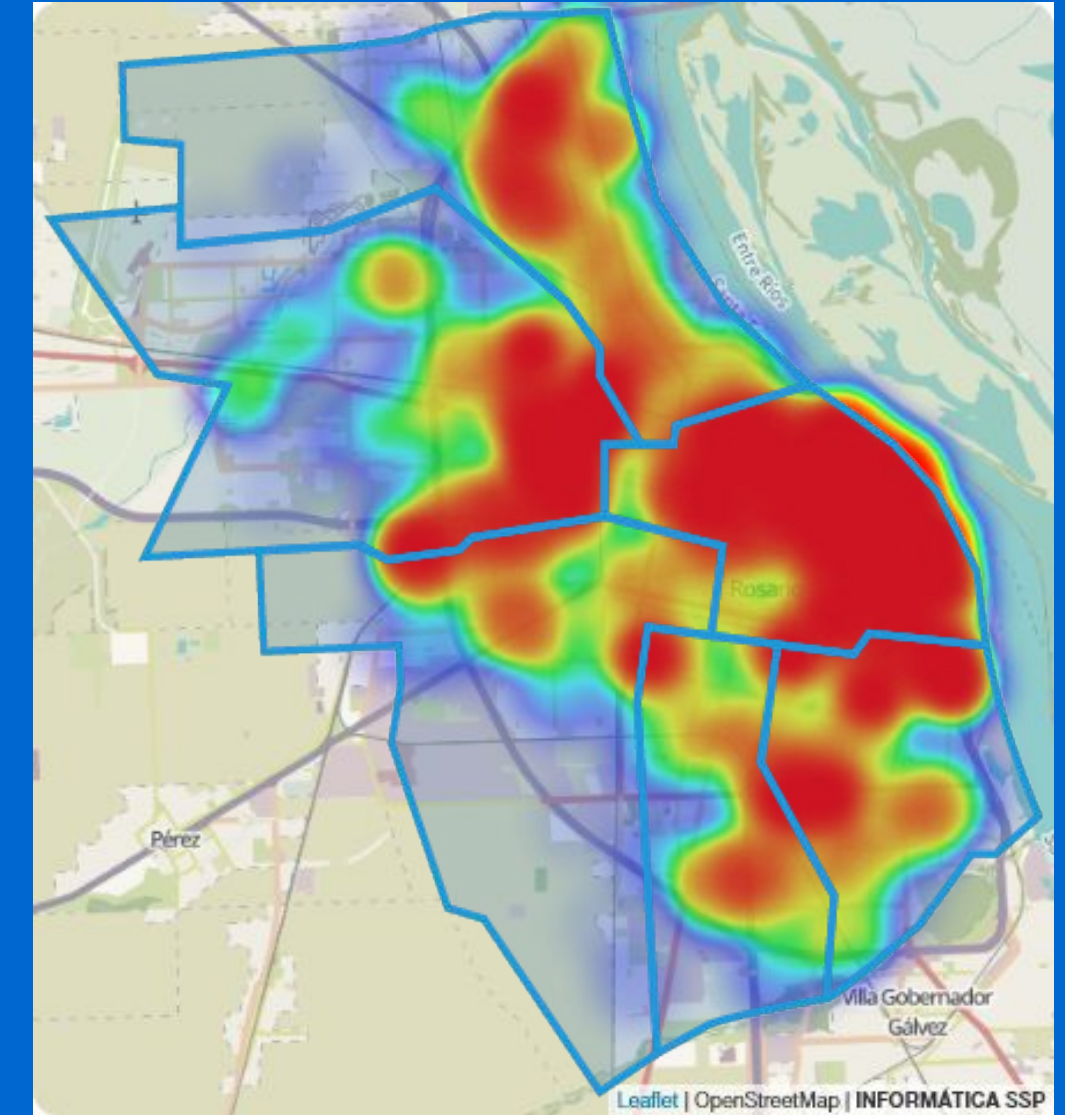 Entre Ríos
Rosario
Pérez
Villa Gobernador
Gálvez
Leaflet | OpenStreetMap | INFORMÁTICA SSP